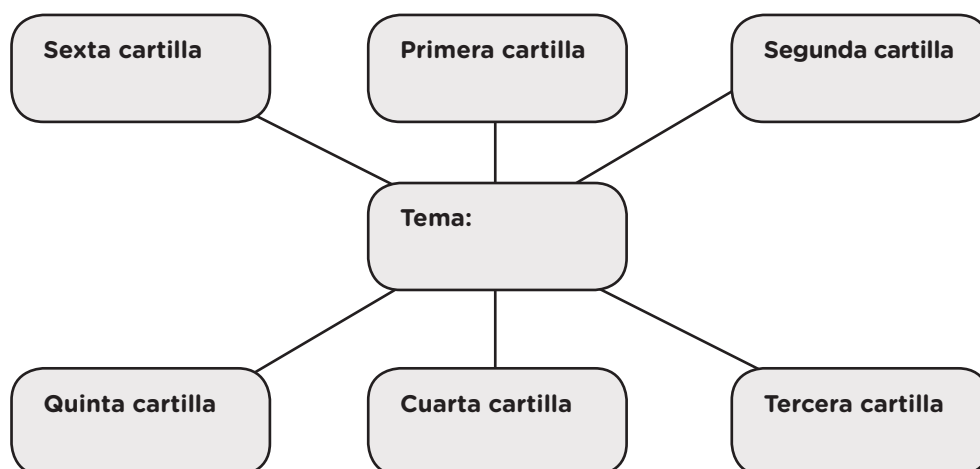 Sexta cartilla
Primera cartilla
Segunda cartilla
Tema:
Quinta cartilla
Cuarta cartilla
Tercera cartilla